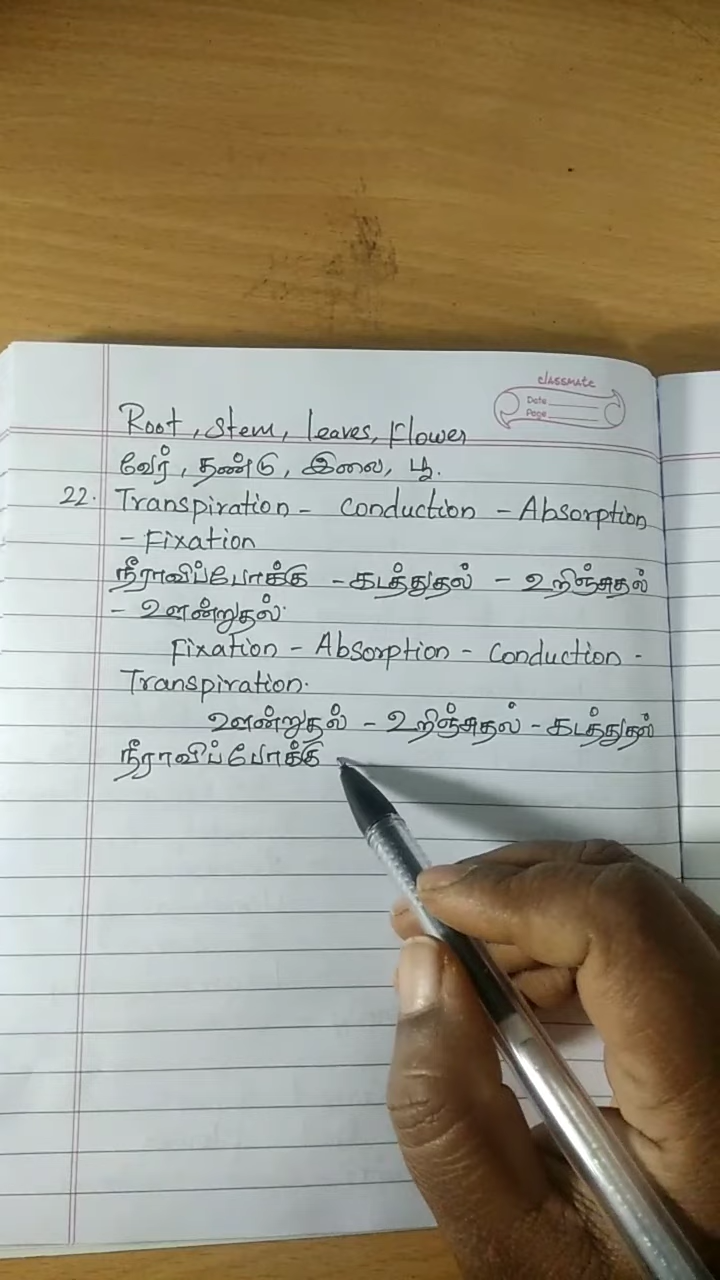 classmate
Date
Page
Root, stem, leaves, Flower
வேர், தண்டு, இலை, பூ.
22. Transpiration - conduction - Absorption
- Fixation
நீராவிப்போக்கு - கடத்துதல் - உறிஞ்சுதல்
- ஊன்றுதல்.
Fixation - Absorption - conduction -
Transpiration.
ஊன்றுதல் - உறிஞ்சுதல் - கடத்துதல்
நீராவிப்போக்கு